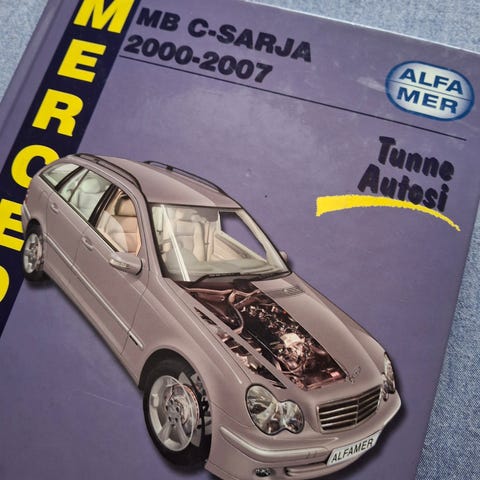 MERCED
MB C-SARJA
2000-2007
ALFA
MER
Tunne
Autosi
ALFAMER